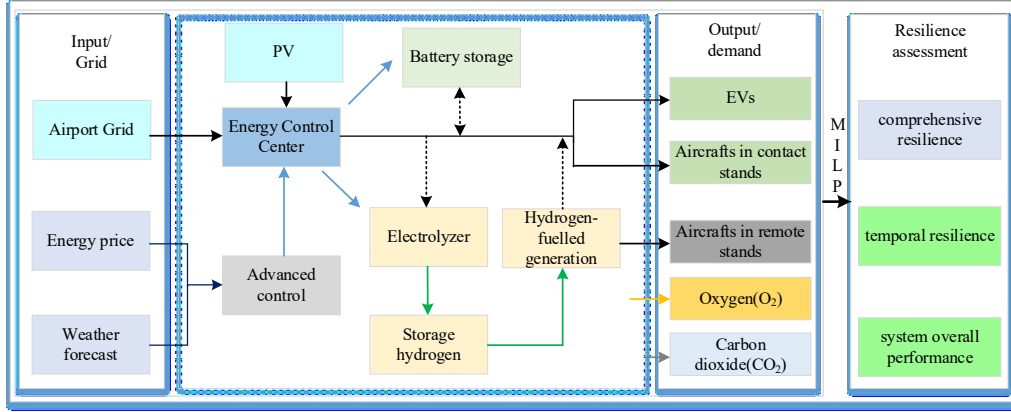 Input/
Grid
Airport Grid
Energy price
Weather
forecast
PV
Battery storage
Energy Control
Center
Advanced
control
Electrolyzer
Storage
hydrogen
Hydrogen-
fuelled
generation
Output/
demand
EVs
Aircrafts in contact
stands
Aircrafts in remote
stands
Oxygen(O₂)
Carbon
dioxide(CO₂)
M
I
L
P
Resilience
assessment
comprehensive
resilience
temporal resilience
system overall
performance